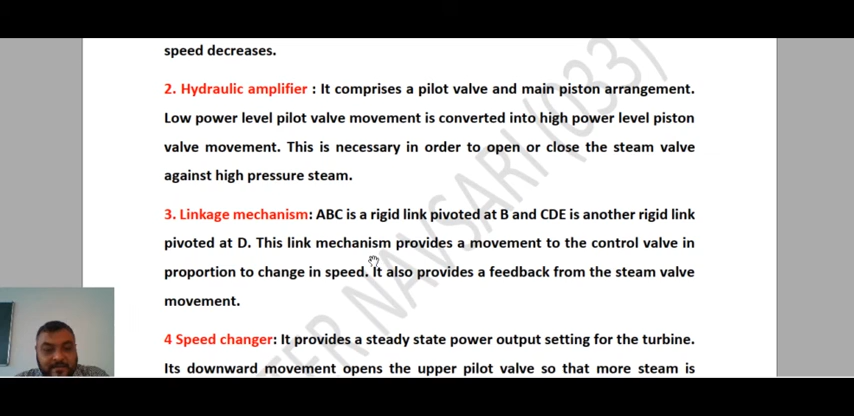 speed decreases.
2. Hydraulic amplifier : It comprises a pilot valve and main piston arrangement.
Low power level pilot valve movement is converted into high power level piston
valve movement. This is necessary in order to open or close the steam valve
against high pressure steam.
3. Linkage mechanism: ABC is a rigid link pivoted at B and CDE is another rigid link
pivoted at D. This link mechanism provides a movement to the control valve in
proportion to change in speed. It also provides a feedback from the steam valve
movement.
4 Speed changer: It provides a steady state power output setting for the turbine.
Its downward movement opens the upper pilot valve so that more steam is
TER NAVSARI (033)